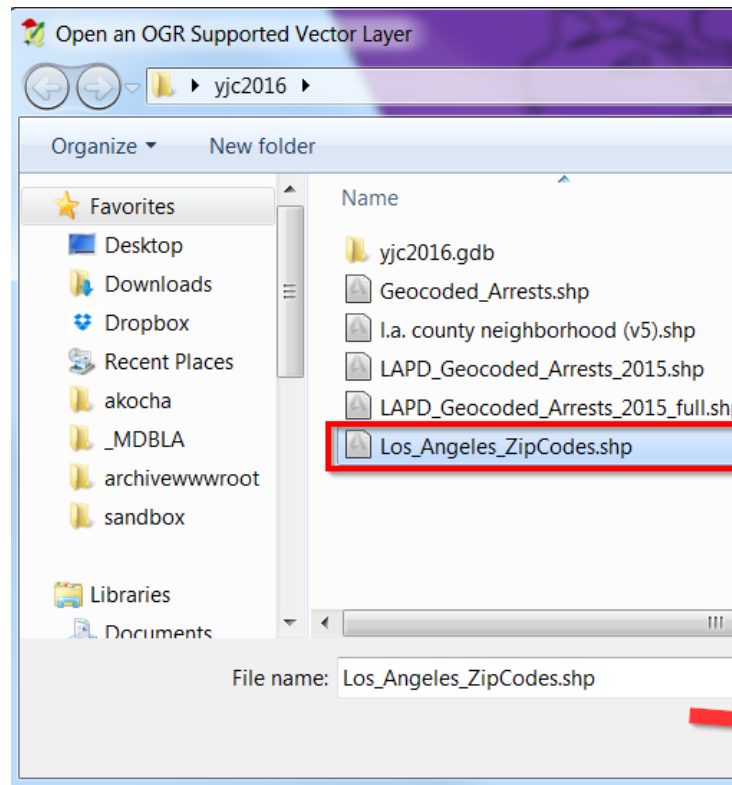 Open an OGR Supported Vector Layer
yjc2016
Organize
New folder
Favorites
Desktop
Downloads
Dropbox
Recent Places
akocha
_MDBLA
archivewwwroot
sandbox
Libraries
Documents
Name
yjc2016.gdb
Geocoded_Arrests.shp
l.a. county neighborhood (v5).shp
LAPD_Geocoded_Arrests_2015.shp
LAPD_Geocoded_Arrests_2015_full.sh
Los_Angeles_ZipCodes.shp
File name: Los_Angeles_ZipCodes.shp